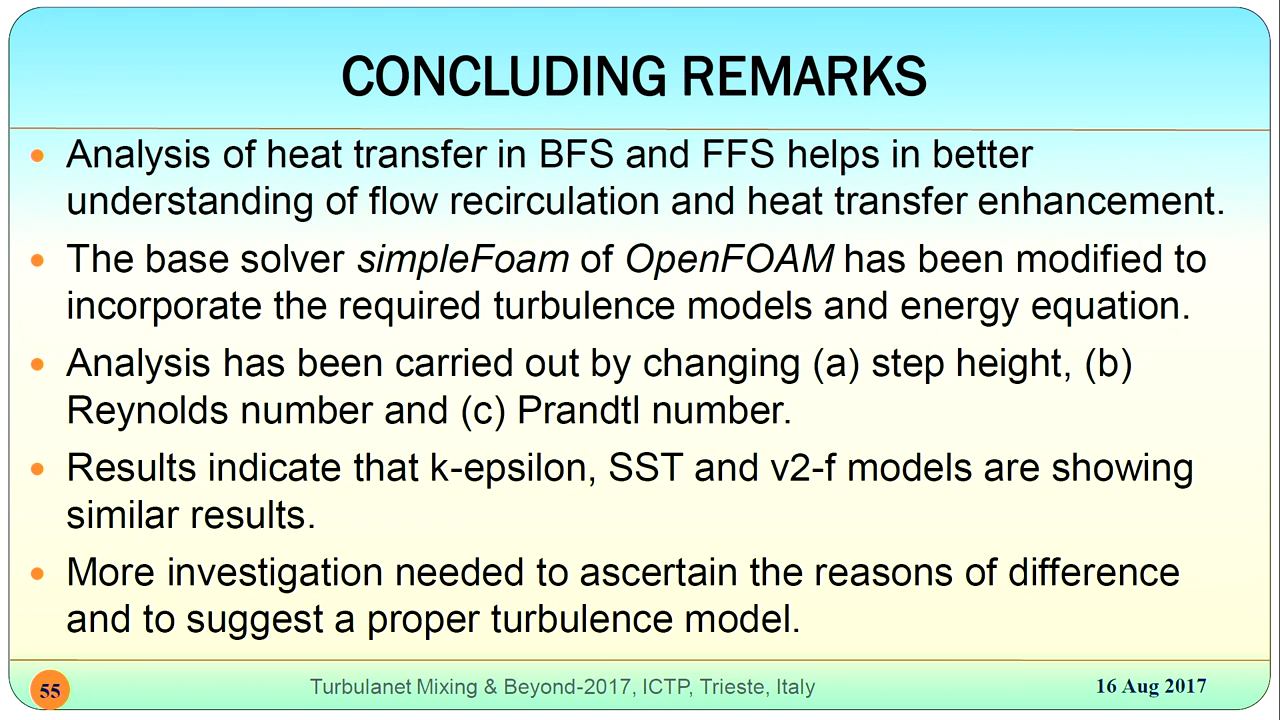 CONCLUDING REMARKS
• Analysis of heat transfer in BFS and FFS helps in better
understanding of flow recirculation and heat transfer enhancement.
• The base solver simpleFoam of OpenFOAM has been modified to
incorporate the required turbulence models and energy equation.
• Analysis has been carried out by changing (a) step height, (b)
Reynolds number and (c) Prandtl number.
• Results indicate that k-epsilon, SST and v2-f models are showing
similar results.
• More investigation needed to ascertain the reasons of difference
and to suggest a proper turbulence model.
55
Turbulanet Mixing & Beyond-2017, ICTP, Trieste, Italy
16 Aug 2017